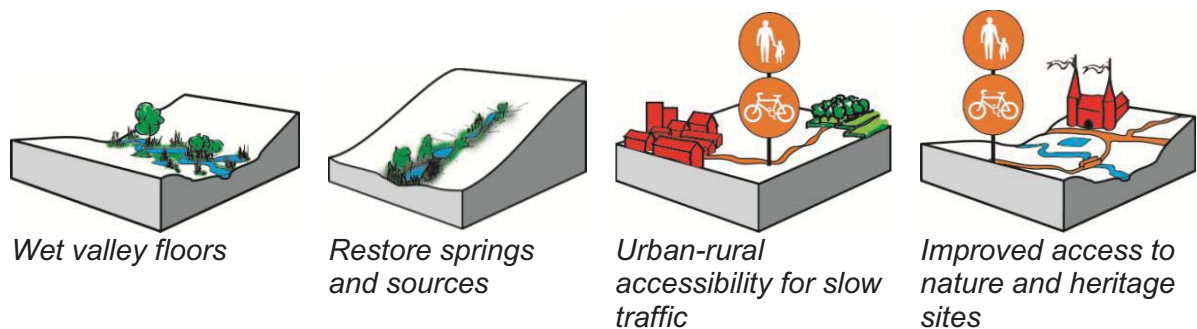 Wet valley floors
Restore springs
and sources
Urban-rural
accessibility for slow
traffic
Improved access to
nature and heritage
sites